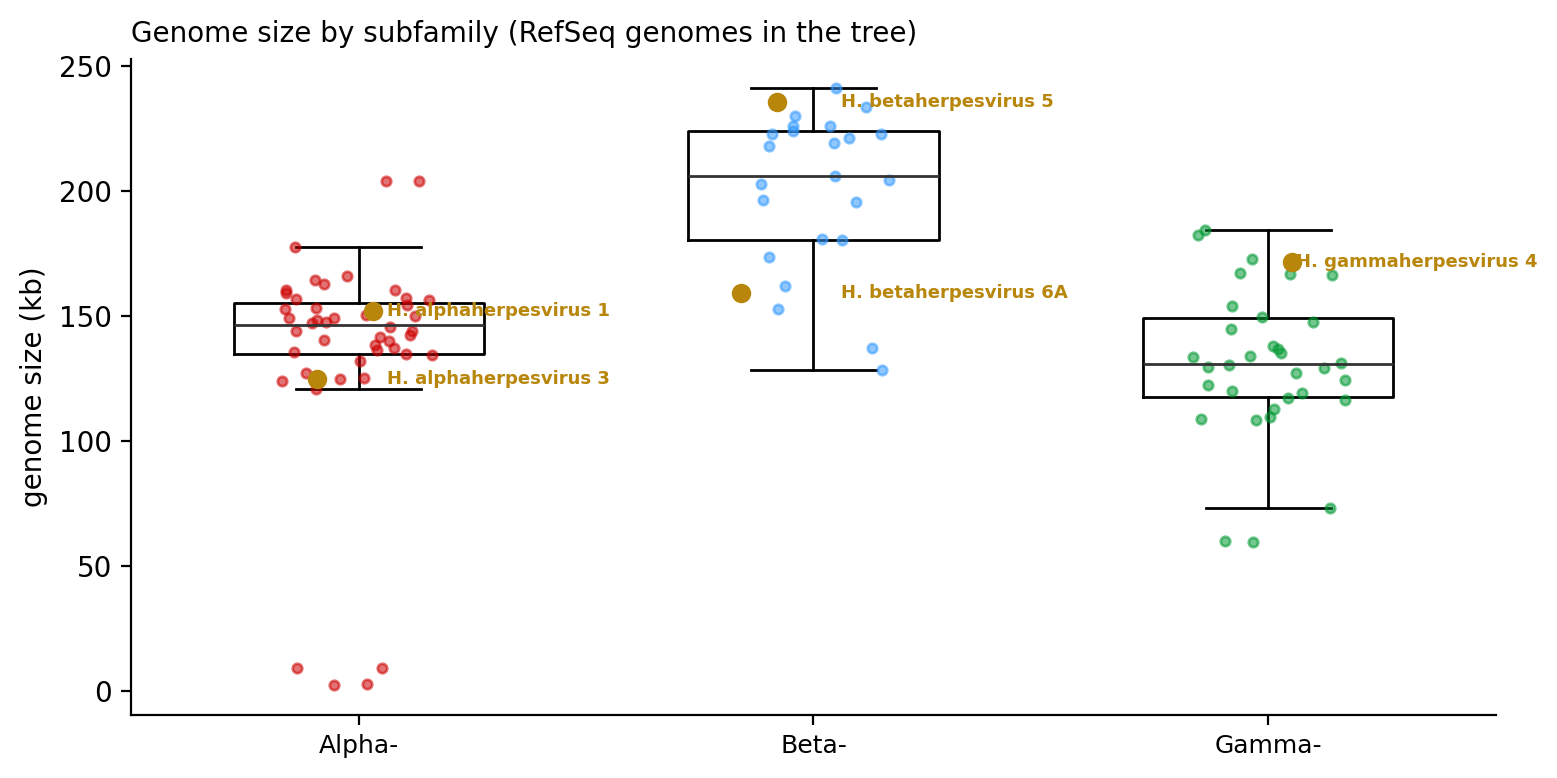 Genome size by subfamily (RefSeq genomes in the tree)
250
200
150
100
50
0
genome size (kb)
H. betaherpesvirus 5
H. gammaherpesvirus 4
H. betaherpesvirus 6A
H. alphaherpesvirus 1
H. alphaherpesvirus 3
Alpha-
Beta-
Gamma-